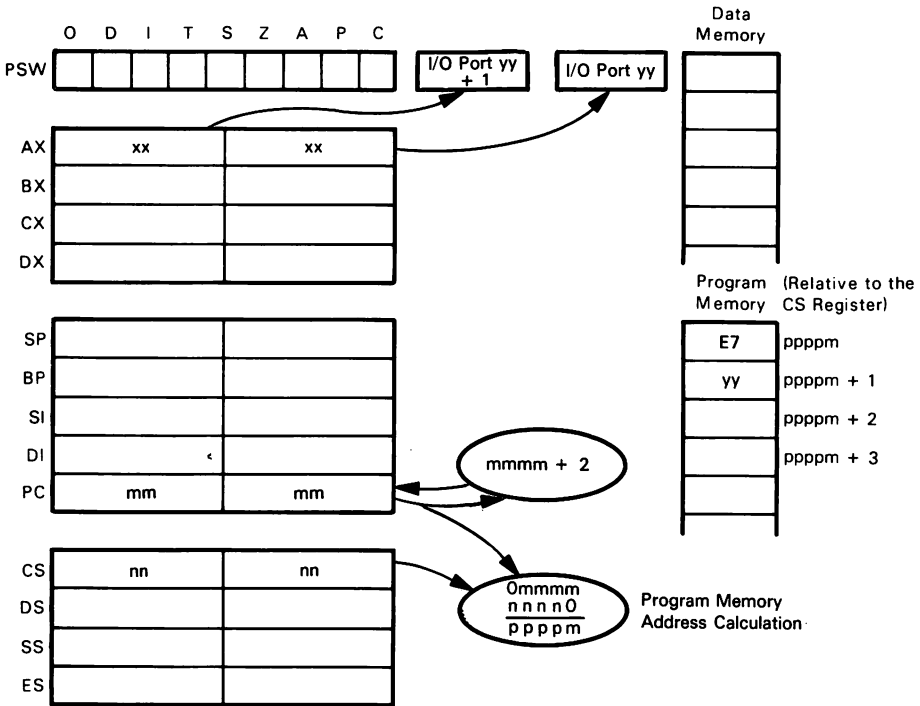 Data
Memory
O D I T S Z A P C
PSW
I/O Port yy
+ 1
I/O Port yy
AX xx xx
BX
CX
DX
Program
Memory
(Relative to the
CS Register)
SP
E7 ppppm
BP
yy ppppm + 1
SI
ppppm + 2
DI
ppppm + 3
mmmm + 2
PC mm mm
CS nn nn
0mmmm
nnnn0
ppppm
Program Memory
Address Calculation
DS
SS
ES